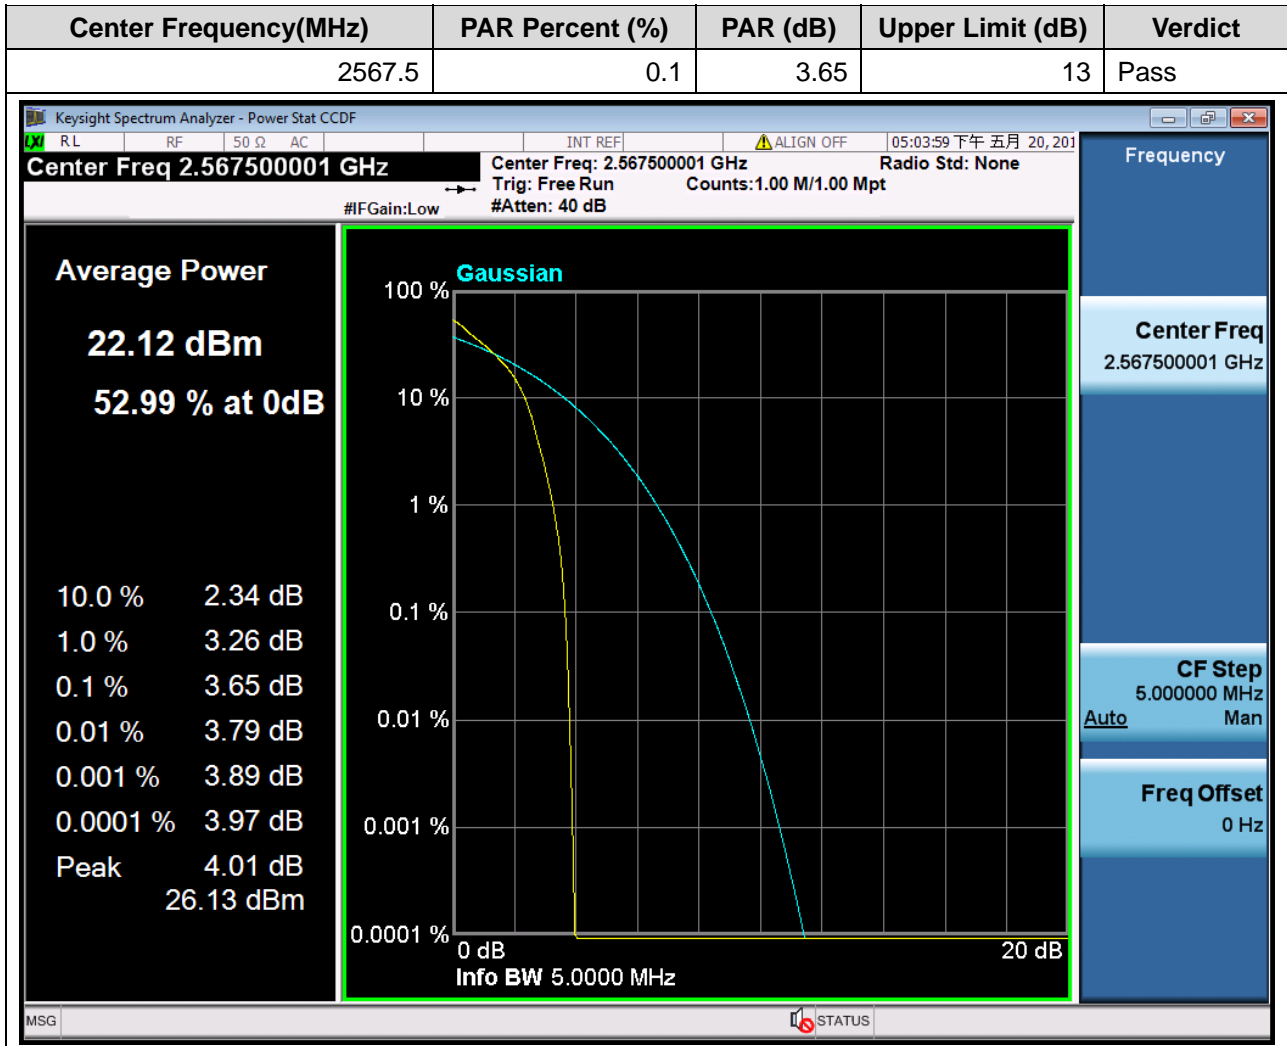 Center Frequency(MHz) PAR Percent (%) PAR (dB) Upper Limit (dB) Verdict
2567.5 0.1 3.65 13 Pass
Keysight Spectrum Analyzer - Power Stat CCDF
LXI RL RF 50 Ω AC INT REF ALIGN OFF 05:03:59 下午 五月 20, 201
Center Freq 2.567500001 GHz
Center Freq: 2.567500001 GHz Radio Std: None
Trig: Free Run Counts:1.00 M/1.00 Mpt
#IFGain:Low #Atten: 40 dB
Average Power
22.12 dBm
52.99 % at 0dB
10.0 % 2.34 dB
1.0 % 3.26 dB
0.1 % 3.65 dB
0.01 % 3.79 dB
0.001 % 3.89 dB
0.0001 % 3.97 dB
Peak 4.01 dB
26.13 dBm
Gaussian
100 %
10 %
1 %
0.1 %
0.01 %
0.001 %
0.0001 %
0 dB 20 dB
Info BW 5.0000 MHz
Frequency
Center Freq
2.567500001 GHz
CF Step
5.000000 MHz
Auto Man
Freq Offset
0 Hz
MSG STATUS